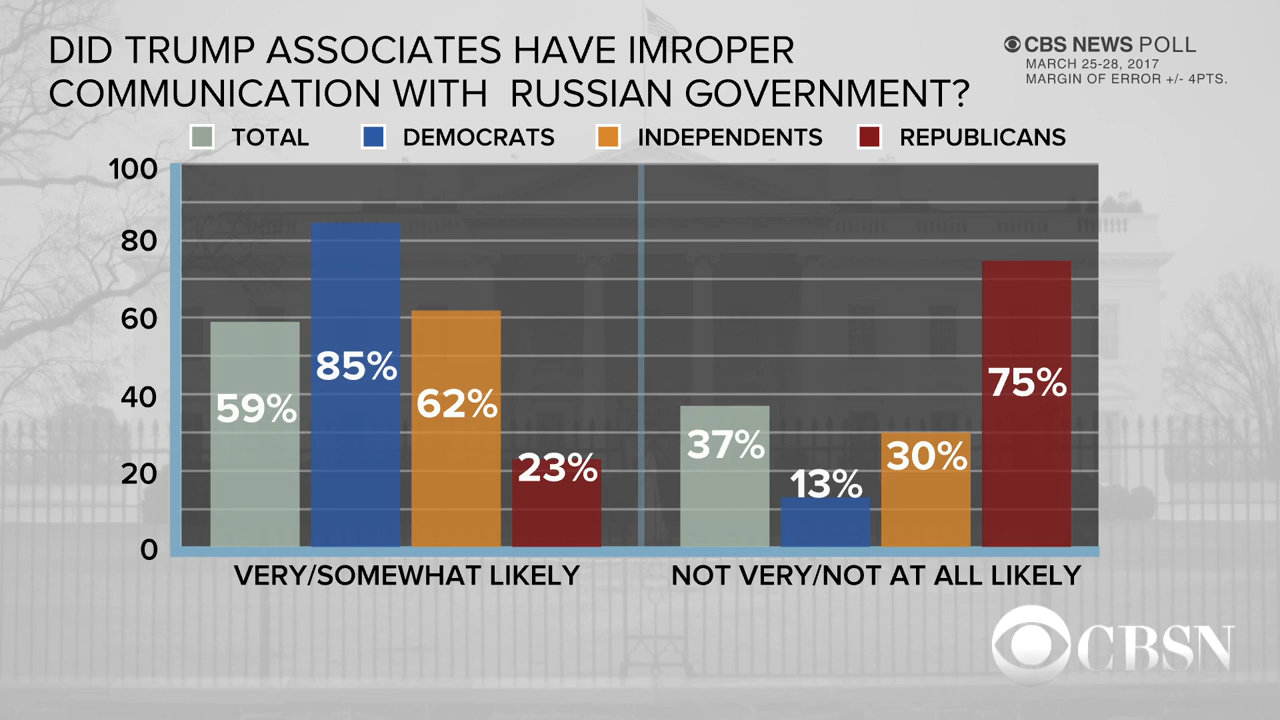 DID TRUMP ASSOCIATES HAVE IMROPER
COMMUNICATION WITH  RUSSIAN GOVERNMENT?
CBS NEWS POLL
MARCH 25-28, 2017
MARGIN OF ERROR +/- 4PTS.
TOTAL DEMOCRATS INDEPENDENTS REPUBLICANS
100
80
60
40
20
0
59% 85% 62% 23% 37% 13% 30% 75%
VERY/SOMEWHAT LIKELY NOT VERY/NOT AT ALL LIKELY
CBSN